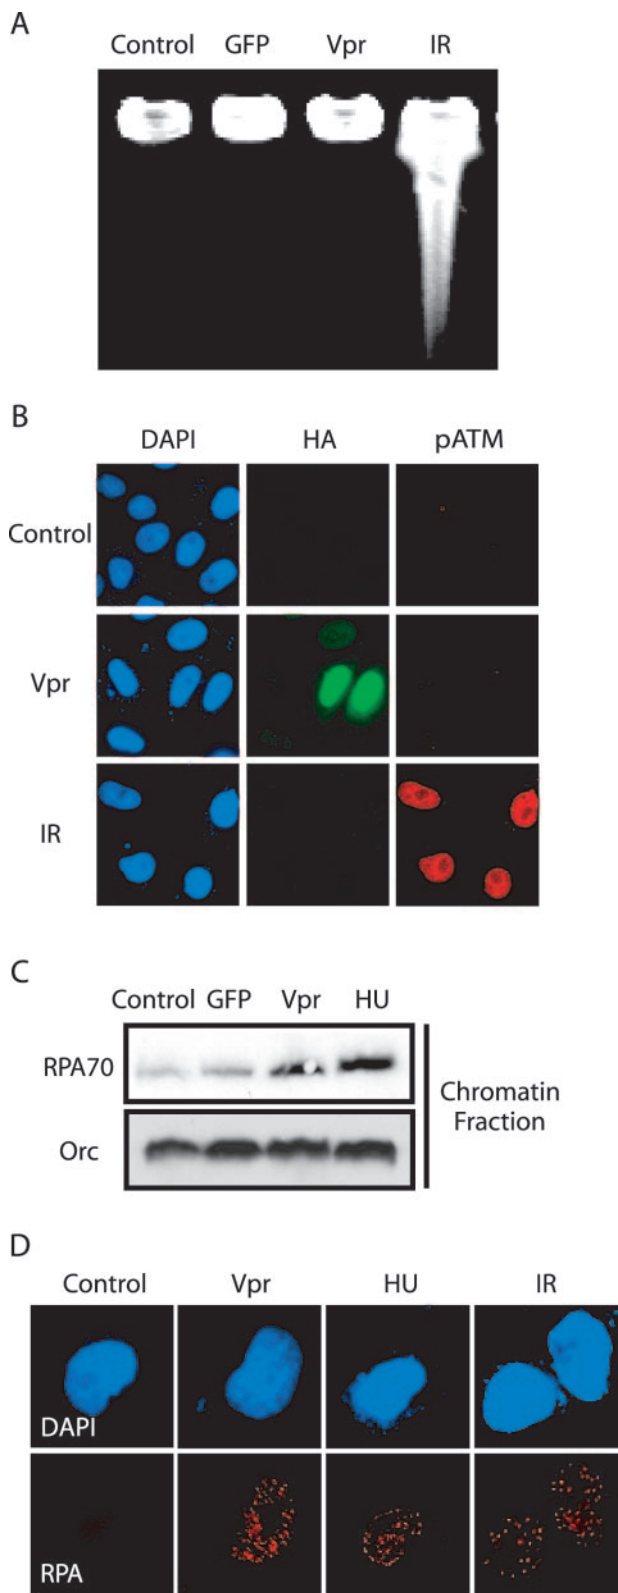 A
Control GFP Vpr IR
B
DAPI HA pATM
Control
Vpr
IR
C
Control GFP Vpr HU
RPA70
Orc
Chromatin
Fraction
D
Control Vpr HU IR
DAPI
RPA